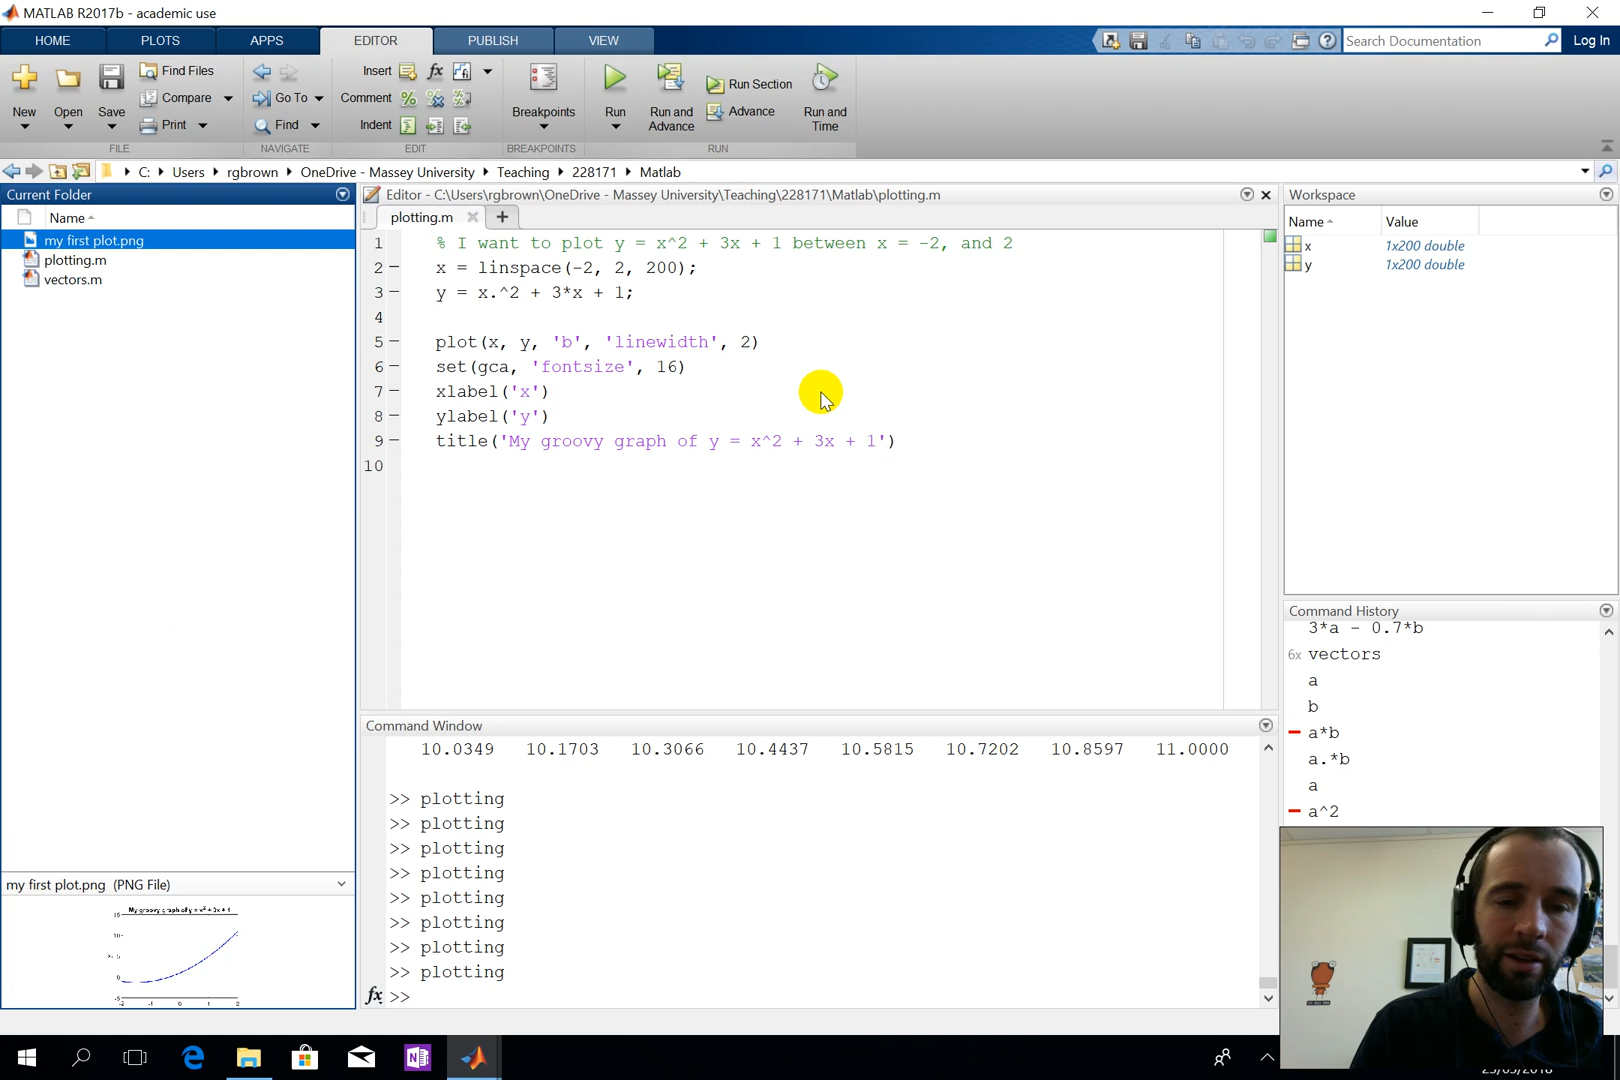 MATLAB R2017b - academic use
HOME PLOTS APPS EDITOR PUBLISH VIEW
Search Documentation
Log In
New Open Save
Find Files
Compare
Print
Go To
Find
Insert
Comment
Indent
Breakpoints
Run
Run and Advance
Run Section
Advance
Run and Time
FILE NAVIGATE EDIT BREAKPOINTS RUN
C: Users rgbrown OneDrive - Massey University Teaching 228171 Matlab
Current Folder
Name
my first plot.png
plotting.m
vectors.m
my first plot.png (PNG File)
My groovy graph of y = x² + 3x + 1
Editor - C:\Users\rgbrown\OneDrive - Massey University\Teaching\228171\Matlab\plotting.m
plotting.m
1 % I want to plot y = x^2 + 3x + 1 between x = -2, and 2
2 x = linspace(-2, 2, 200);
3 y = x.^2 + 3*x + 1;
4
5 plot(x, y, 'b', 'linewidth', 2)
6 set(gca, 'fontsize', 16)
7 xlabel('x')
8 ylabel('y')
9 title('My groovy graph of y = x^2 + 3x + 1')
10
Command Window
10.0349 10.1703 10.3066 10.4437 10.5815 10.7202 10.8597 11.0000
>> plotting
>> plotting
>> plotting
>> plotting
>> plotting
>> plotting
>> plotting
>> plotting
fx >>
Workspace
Name Value
x 1x200 double
y 1x200 double
Command History
3*a - 0.7*b
6x vectors
a
b
a*b
a.*b
a
a^2